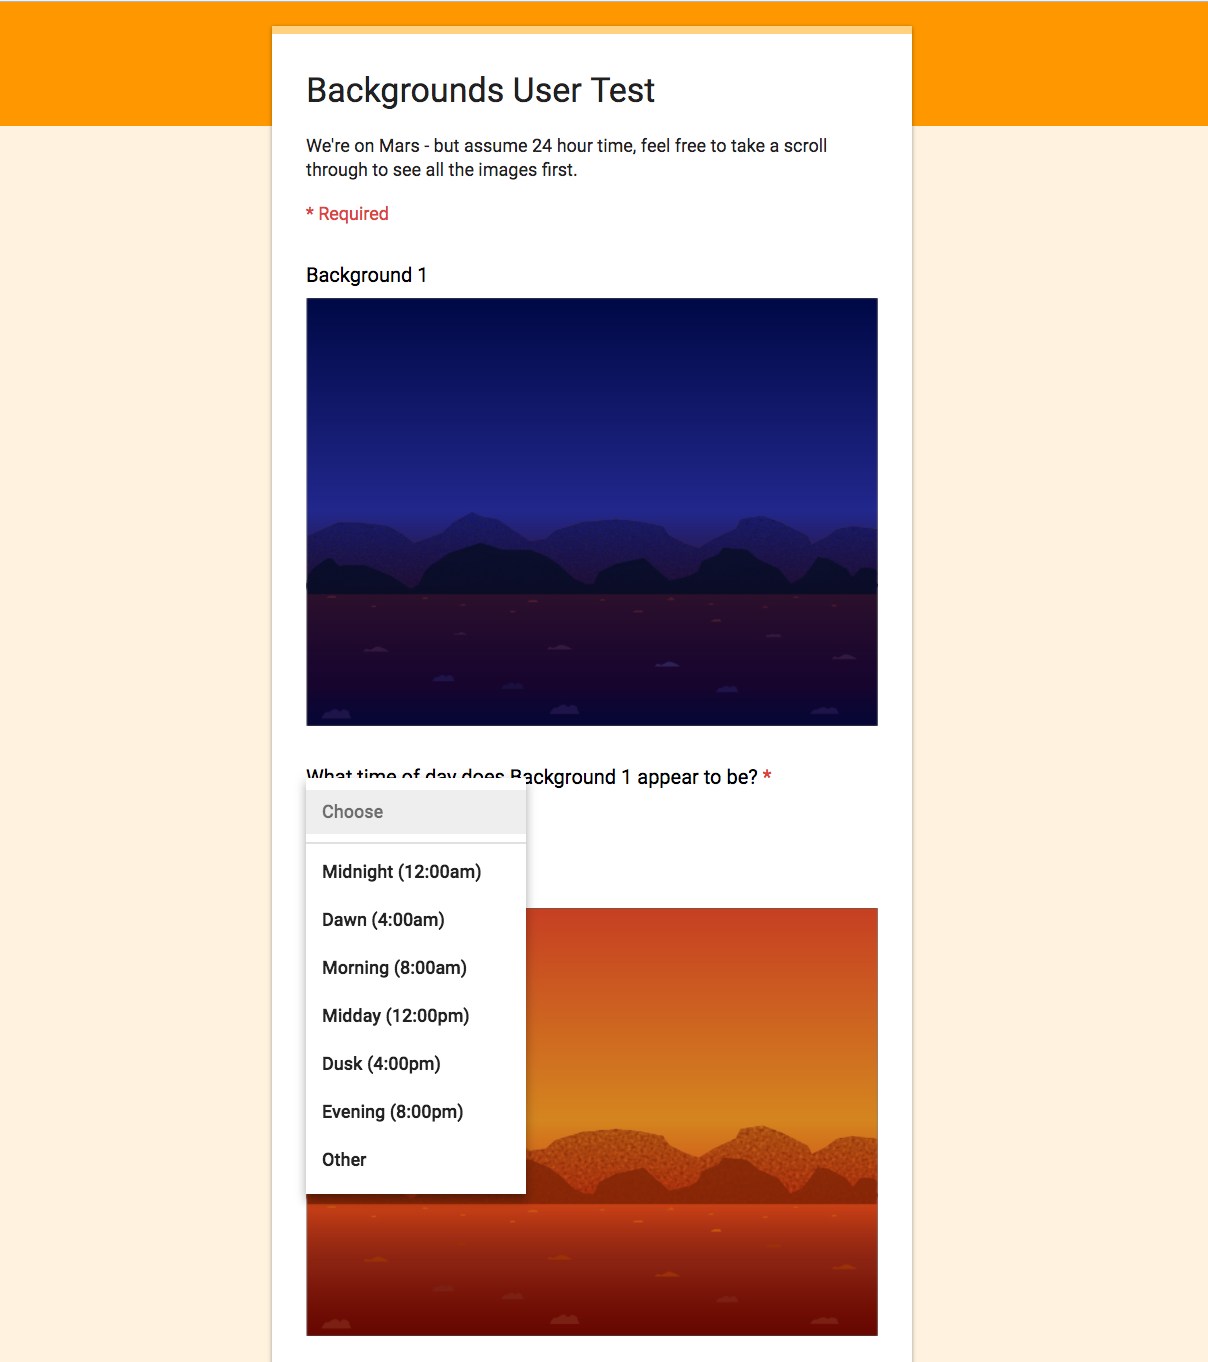 Backgrounds User Test
We're on Mars - but assume 24 hour time, feel free to take a scroll
through to see all the images first.
* Required
Background 1
What time of day does Background 1 appear to be? *
Choose
Midnight (12:00am)
Dawn (4:00am)
Morning (8:00am)
Midday (12:00pm)
Dusk (4:00pm)
Evening (8:00pm)
Other